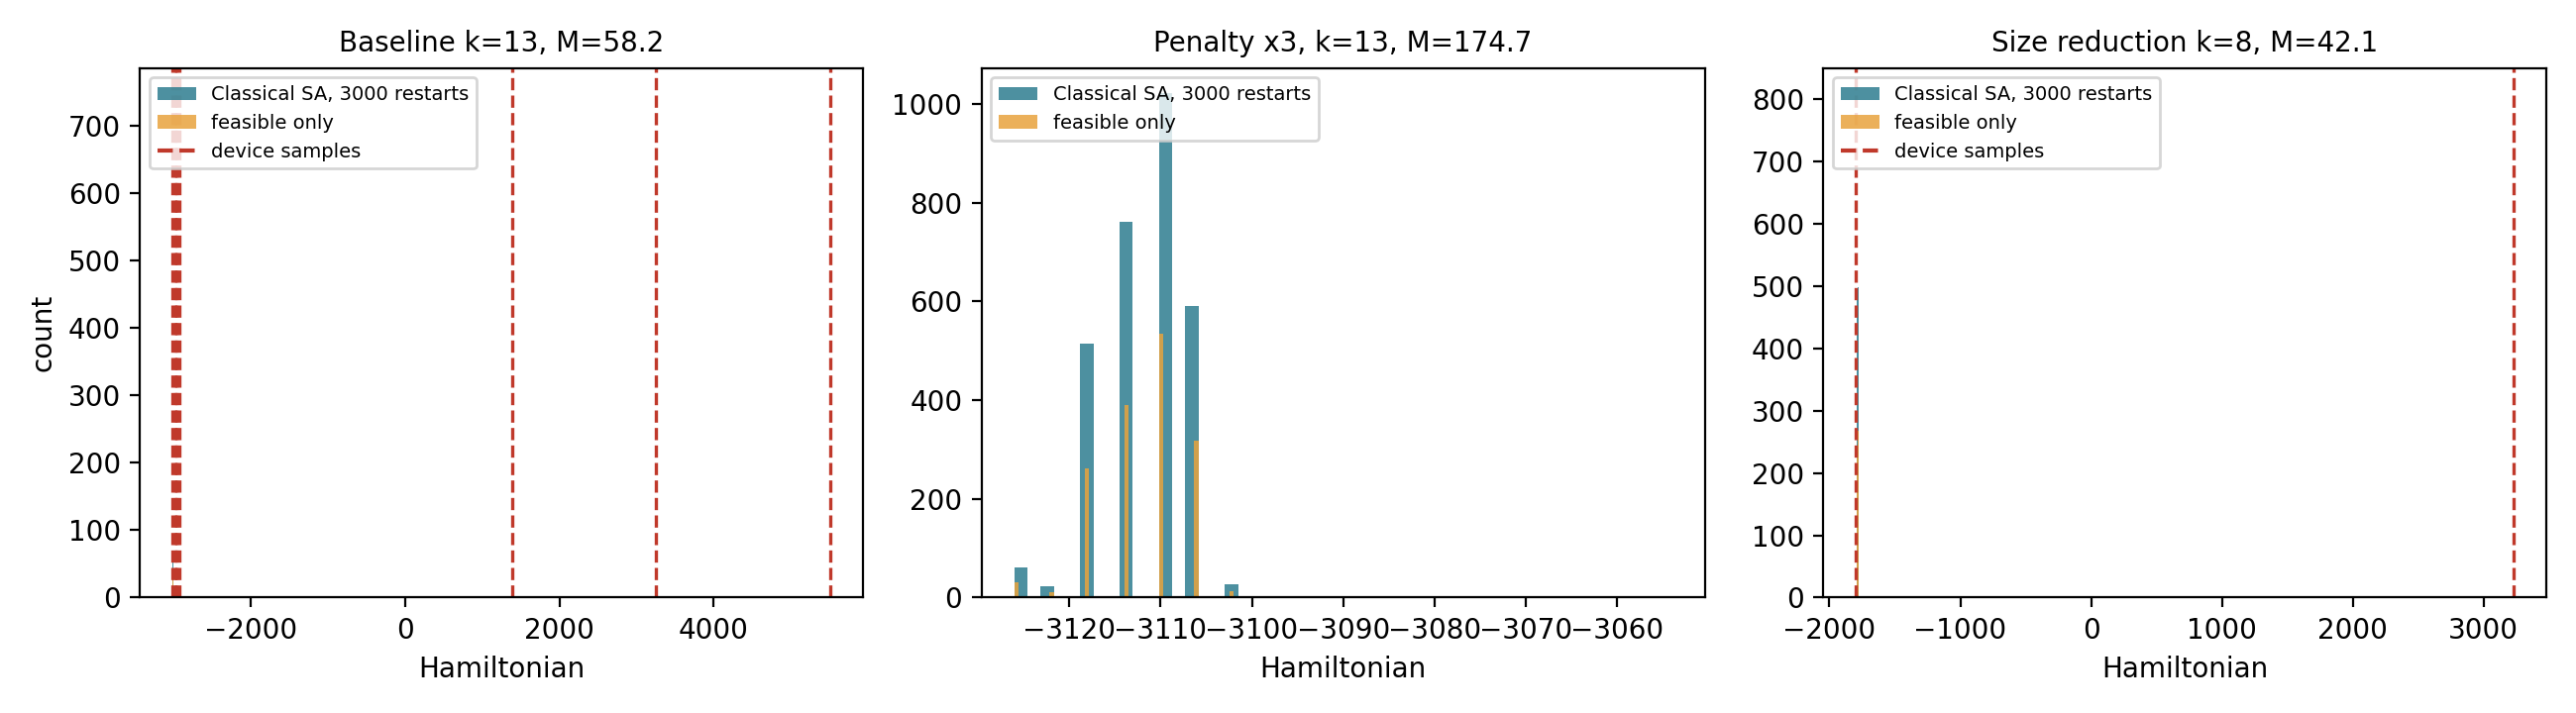 Baseline k=13, M=58.2
700
600
500
400
300
200
100
0
count
Classical SA, 3000 restarts
feasible only
device samples
−2000 0 2000 4000
Hamiltonian
Penalty x3, k=13, M=174.7
1000
800
600
400
200
0
Classical SA, 3000 restarts
feasible only
−3120 −3110 −3100 −3090 −3080 −3070 −3060
Hamiltonian
Size reduction k=8, M=42.1
800
700
600
500
400
300
200
100
0
Classical SA, 3000 restarts
feasible only
device samples
−2000 −1000 0 1000 2000 3000
Hamiltonian